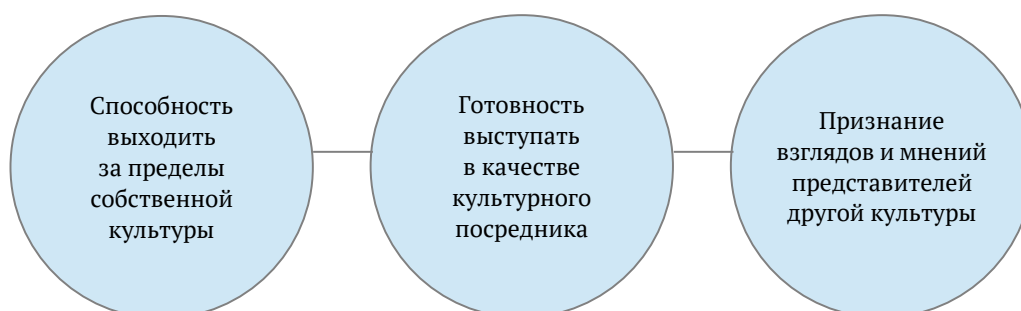 Способность
выходить
за пределы
собственной
культуры
Готовность
выступать
в качестве
культурного
посредника
Признание
взглядов и мнений
представителей
другой культуры